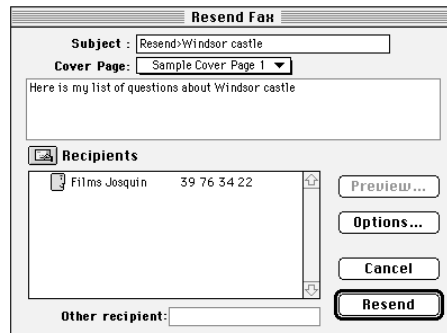 Resend Fax
Subject : Resend>Windsor castle
Cover Page: Sample Cover Page 1
Here is my list of questions about Windsor castle
Recipients
Films Josquin 39 76 34 22
Preview...
Options...
Cancel
Resend
Other recipient: